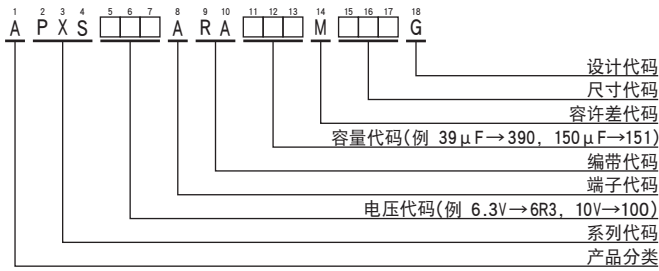 1 2 3 4 5 6 7 8 9 10 11 12 13 14 15 16 17 18
A PXS □□□ A RA □□□ M □□□ G
设计代码
尺寸代码
容许差代码
容量代码(例 39μF→390, 150μF→151)
编带代码
端子代码
电压代码(例 6.3V→6R3, 10V→100)
系列代码
产品分类